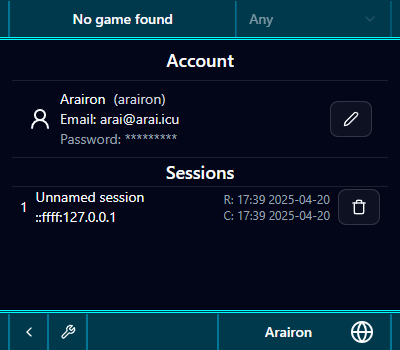 No game found
Any
Account
Arairon (arairon)
Email: arai@arai.icu
Password: *********
Sessions
1
Unnamed session
::ffff:127.0.0.1
R: 17:39 2025-04-20
C: 17:39 2025-04-20
Arairon